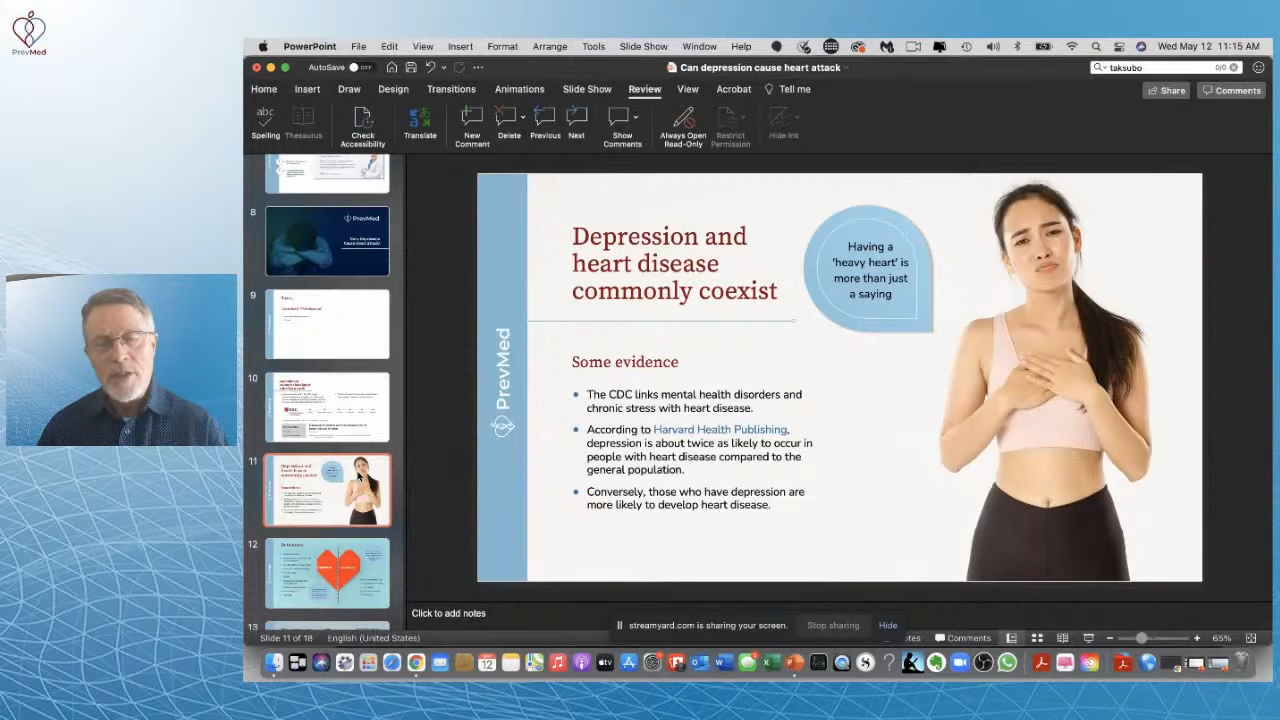 PrevMed
PowerPoint File Edit View Insert Format Arrange Tools Slide Show Window Help Wed May 12 11:15 AM
AutoSave OFF Can depression cause heart attack taksubo 0/0
Home Insert Draw Design Transitions Animations Slide Show Review View Acrobat Tell me Share Comments
abc
Spelling Thesaurus Check Accessibility Translate New Comment Delete Previous Next Show Comments Always Open Read-Only Restrict Permission Hide Ink
8
PrevMed
9
10
11
12
13
PrevMed
Depression and
heart disease
commonly coexist
Having a
'heavy heart' is
more than just
a saying
Some evidence
• The CDC links mental health disorders and
chronic stress with heart disease.
• According to Harvard Health Publishing,
depression is about twice as likely to occur in
people with heart disease compared to the
general population.
• Conversely, those who have depression are
more likely to develop heart disease.
Click to add notes
streamyard.com is sharing your screen. Stop sharing Hide
Slide 11 of 18 English (United States) otes Comments 65%
MAY
12